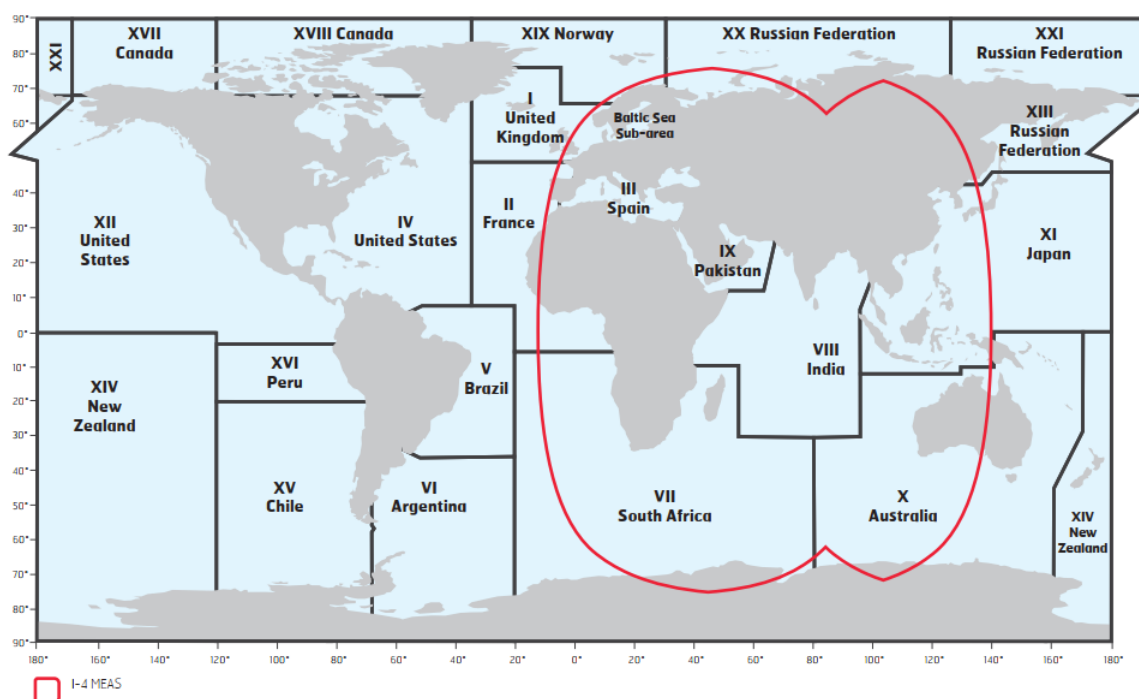 90°
80°
70°
60°
40°
30°
20°
10°
0°
10°
20°
30°
40°
50°
60°
70°
80°
90°
XXI
XVII
Canada
XVIII Canada
XIX Norway
XX Russian Federation
XXI
Russian Federation
I
United
Kingdom
Baltic Sea
Sub-area
XIII
Russian
Federation
XII
United
States
IV
United States
II
France
III
Spain
IX
Pakistan
XI
Japan
XIV
New
Zealand
XVI
Peru
V
Brazil
VIII
India
XV
Chile
VI
Argentina
VII
South Africa
X
Australia
XIV
New
Zealand
180° 160° 140° 120° 100° 80° 60° 40° 20° 0° 20° 40° 60° 80° 100° 120° 140° 160° 180°
I-4 MEAS